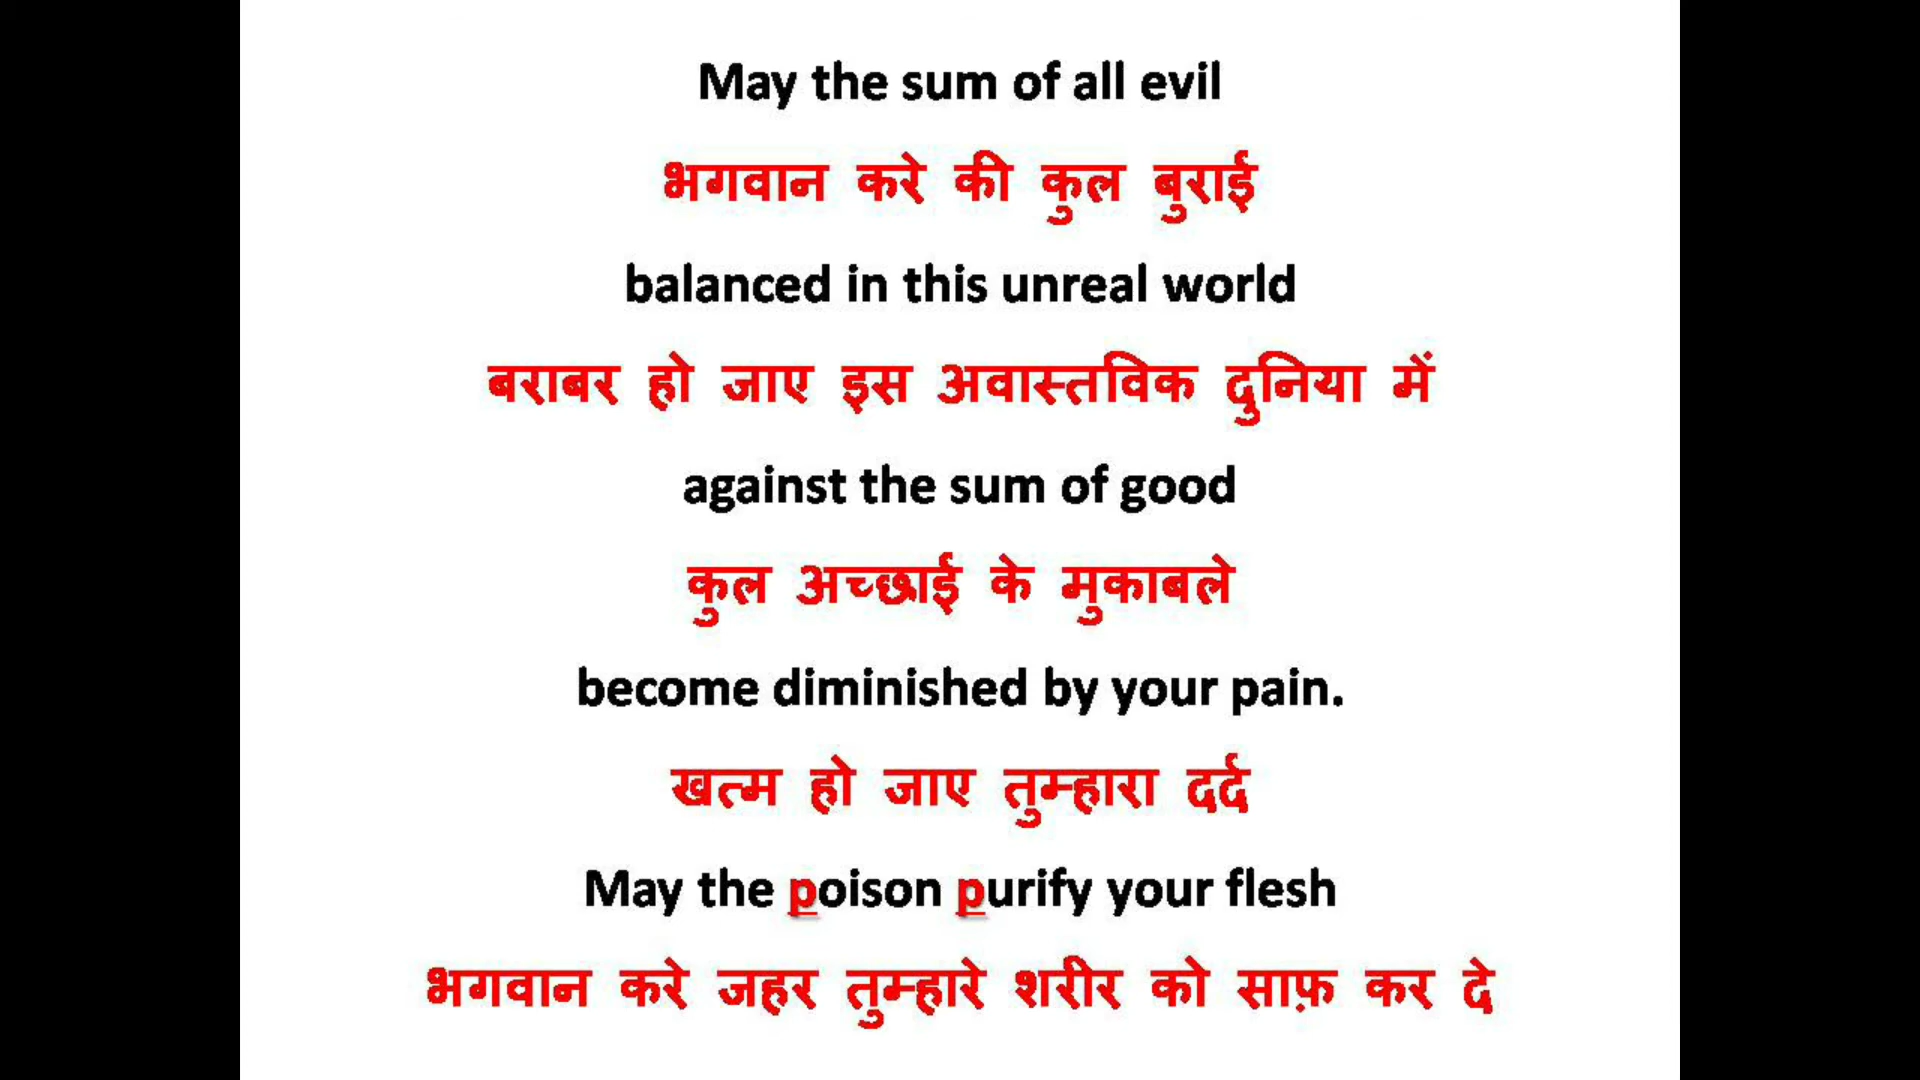 May the sum of all evil
भगवान करे की कुल बुराई
balanced in this unreal world
बराबर हो जाए इस अवास्तविक दुनिया में
against the sum of good
कुल अच्छाई के मुकाबले
become diminished by your pain.
खत्म हो जाए तुम्हारा दर्द
May the poison purify your flesh
भगवान करे जहर तुम्हारे शरीर को साफ़ कर दे